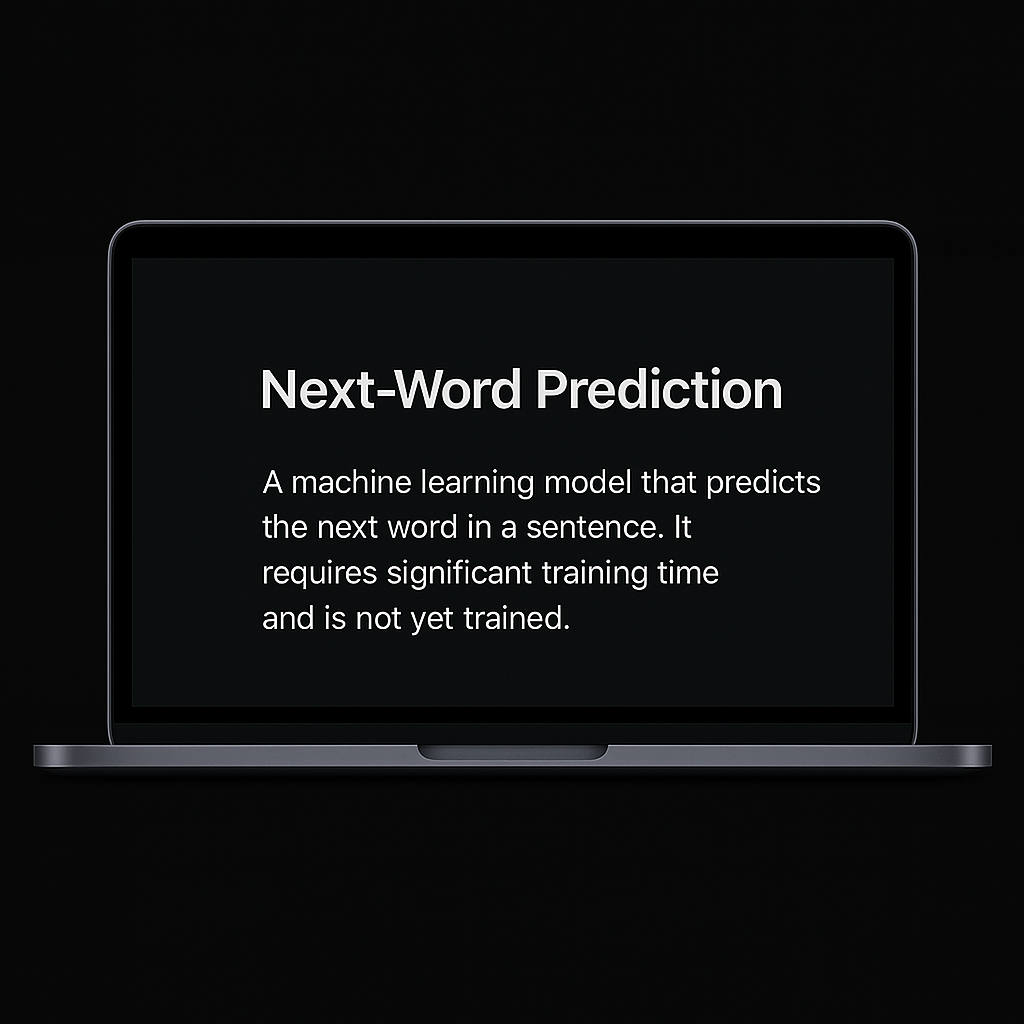 Next-Word Prediction
A machine learning model that predicts
the next word in a sentence. It
requires significant training time
and is not yet trained.